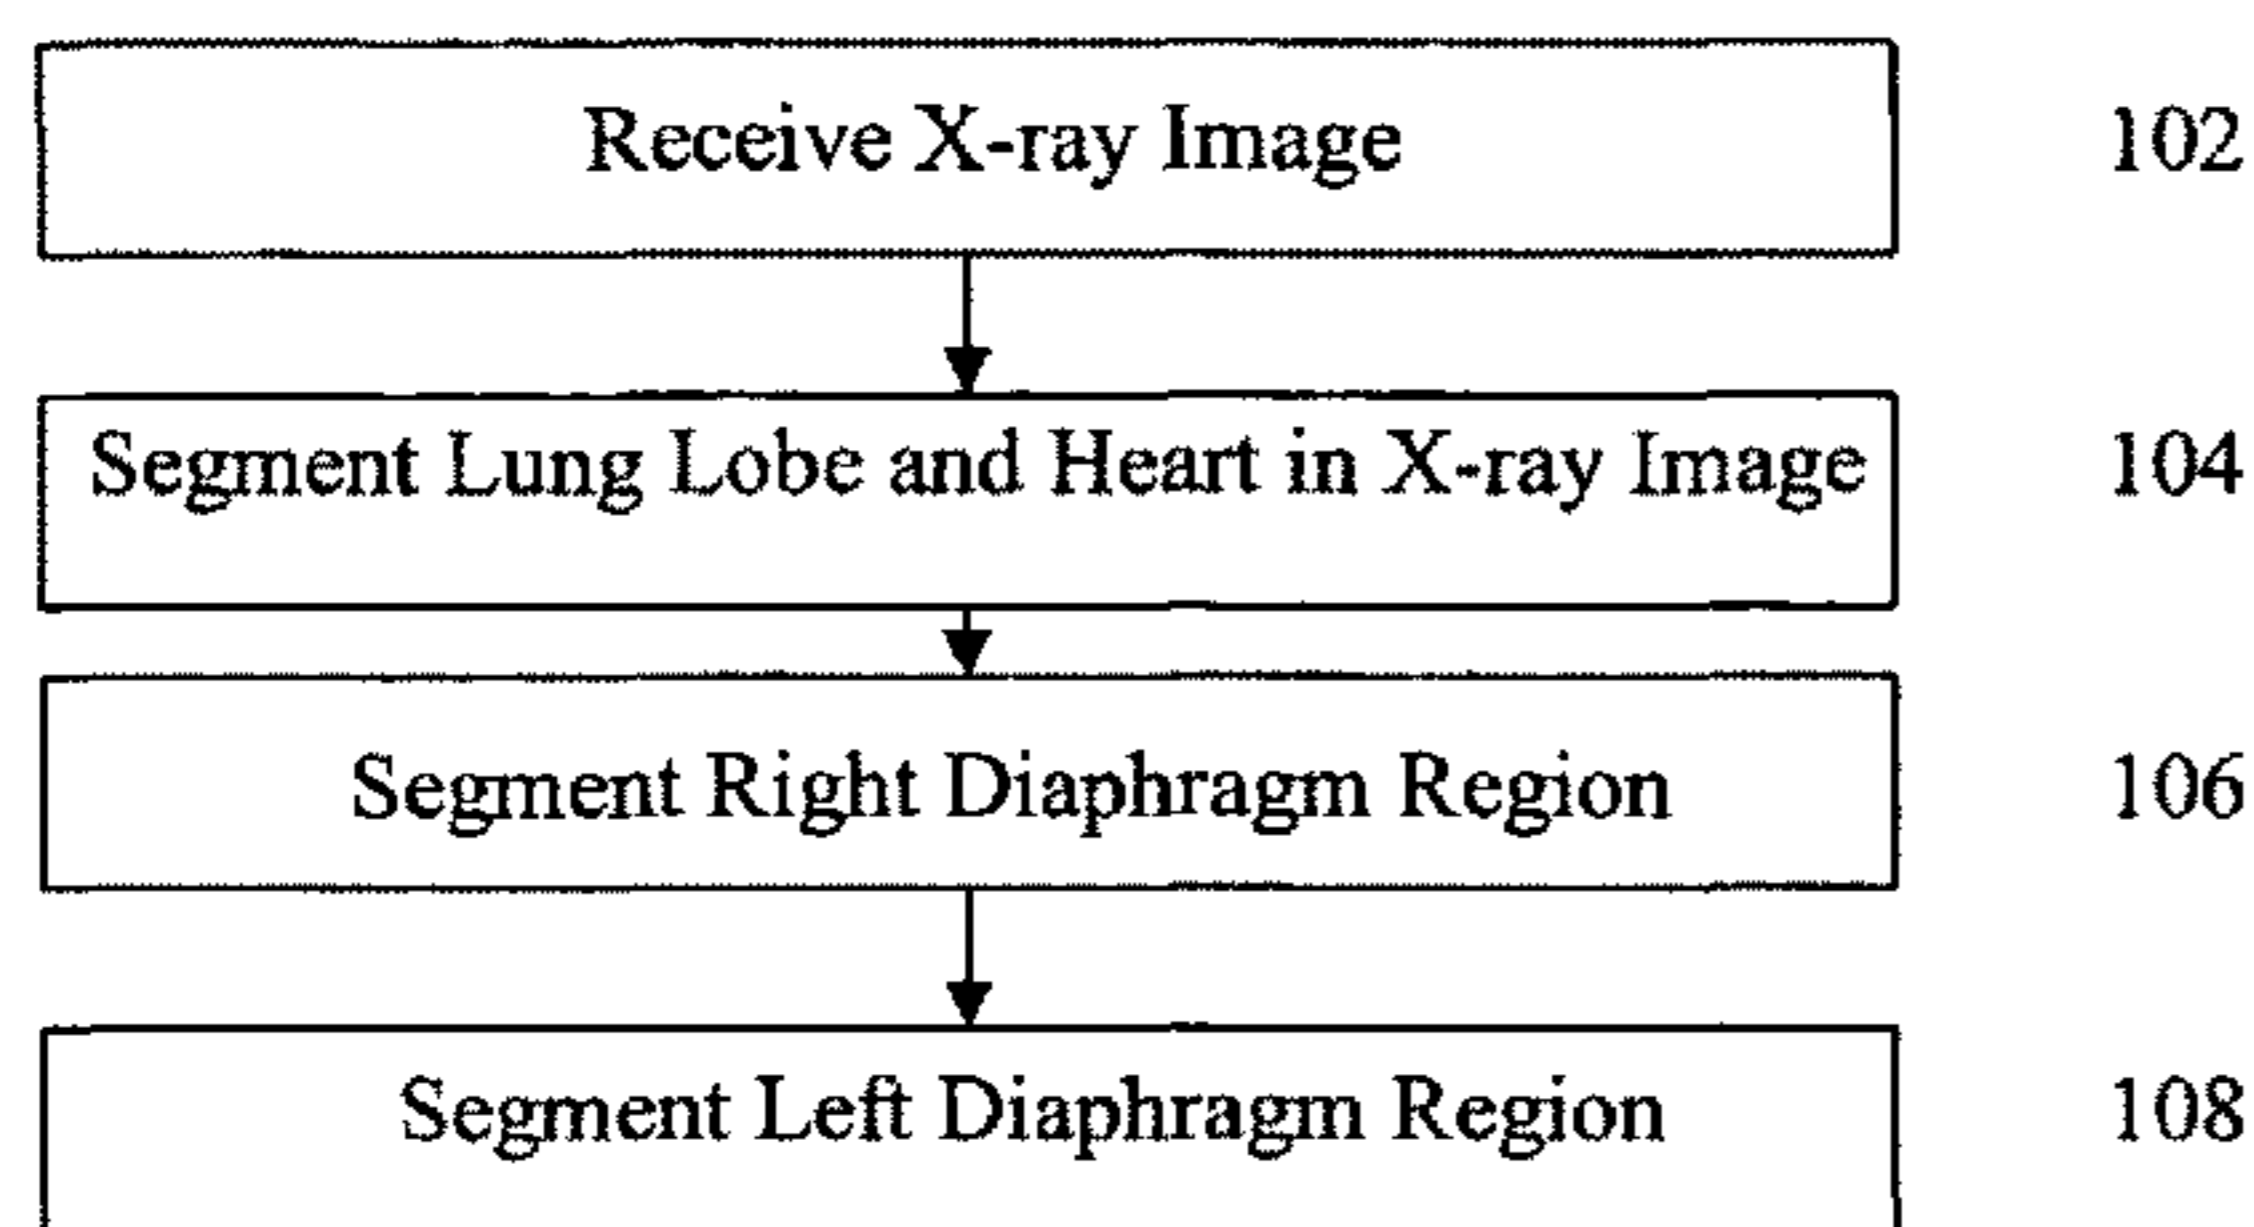 Receive X-ray Image 102
Segment Lung Lobe and Heart in X-ray Image 104
Segment Right Diaphragm Region 106
Segment Left Diaphragm Region 108